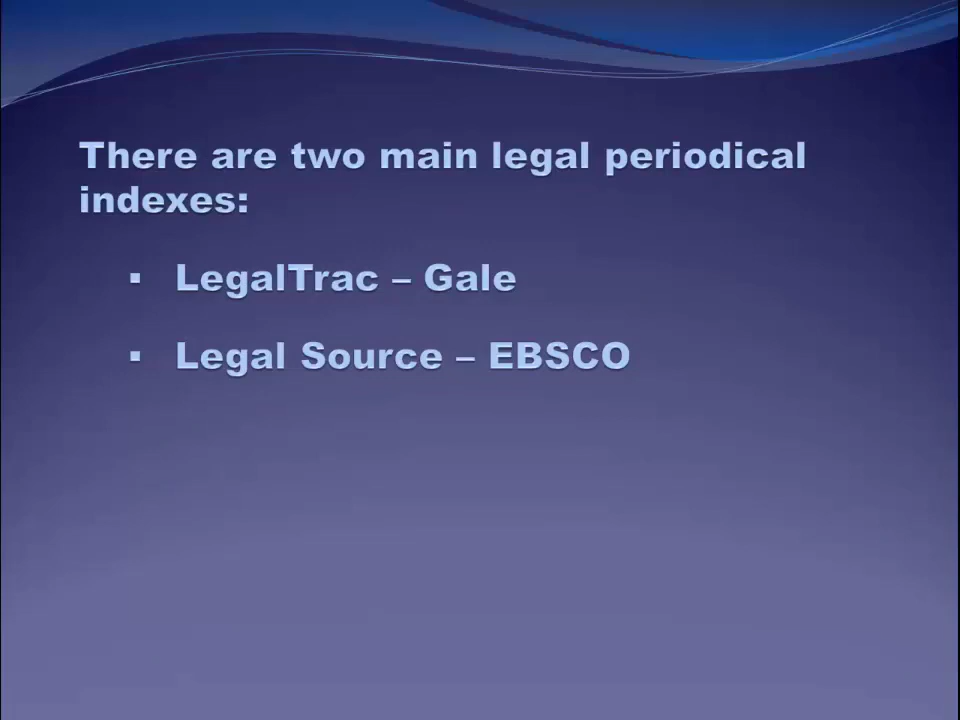 There are two main legal periodical
indexes:
▪ LegalTrac – Gale
▪ Legal Source – EBSCO